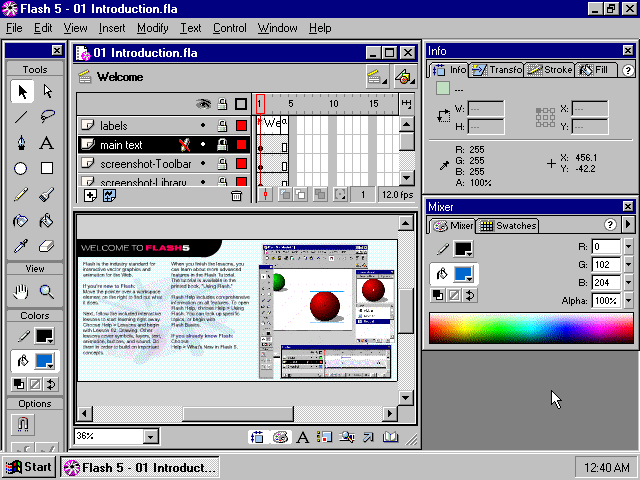 Flash 5 - 01 Introduction.fla
File Edit View Insert Modify Text Control Window Help
Tools
View
Colors
Options
01 Introduction.fla
Welcome
1 5 10 15
labels
main text
screenshot-Toolbar
screenshot-Library
We
a
1 12.0 fps
WELCOME TO FLASH5
Flash is the industry standard for
interactive vector graphics and
animation for the Web.
If you're new to Flash:
Move the pointer over a workspace
element, on the right to find out what
it does.
Next, follow the included interactive
lessons to start learning right away.
Choose Help > Lessons and begin
with Lesson 02: Drawing. Other
lessons cover symbols, layers, text,
animation, buttons, and sound. Do
them in order to build on important
concepts.
When you finish the lessons, you
can learn about more advanced
features in the Flash Tutorial.
The tutorial is available in the
printed book, "Using Flash."
Flash Help includes comprehensive
information on all features. To open
Flash Help, choose Help > Using
Flash. You can look up specific
topics, or begin with
Flash Basics.
If you already know Flash:
Choose
Help > What's New in Flash 5.
36%
Info
Info Transfo Stroke Fill
?
---
W: ---
H: ---
X: ---
Y: ---
R: 255
G: 255
B: 255
A: 100%
X: 456.1
Y: -42.2
Mixer
Mixer Swatches
?
R: 0
G: 102
B: 204
Alpha: 100%
Start
Flash 5 - 01 Introduct...
12:40 AM